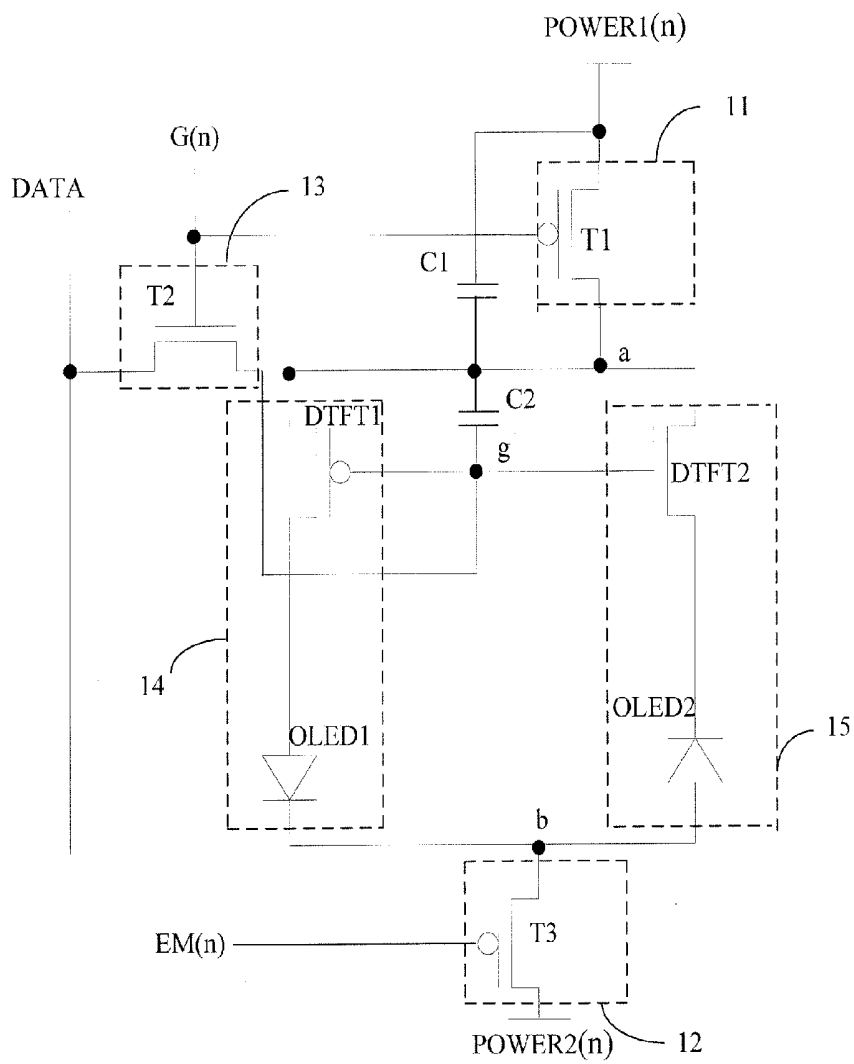 POWER1(n)
11
G(n)
DATA
13
T2
C1
T1
a
C2
DTFT1
g
DTFT2
14
OLED1
OLED2
15
b
EM(n)
T3
POWER2(n)
12